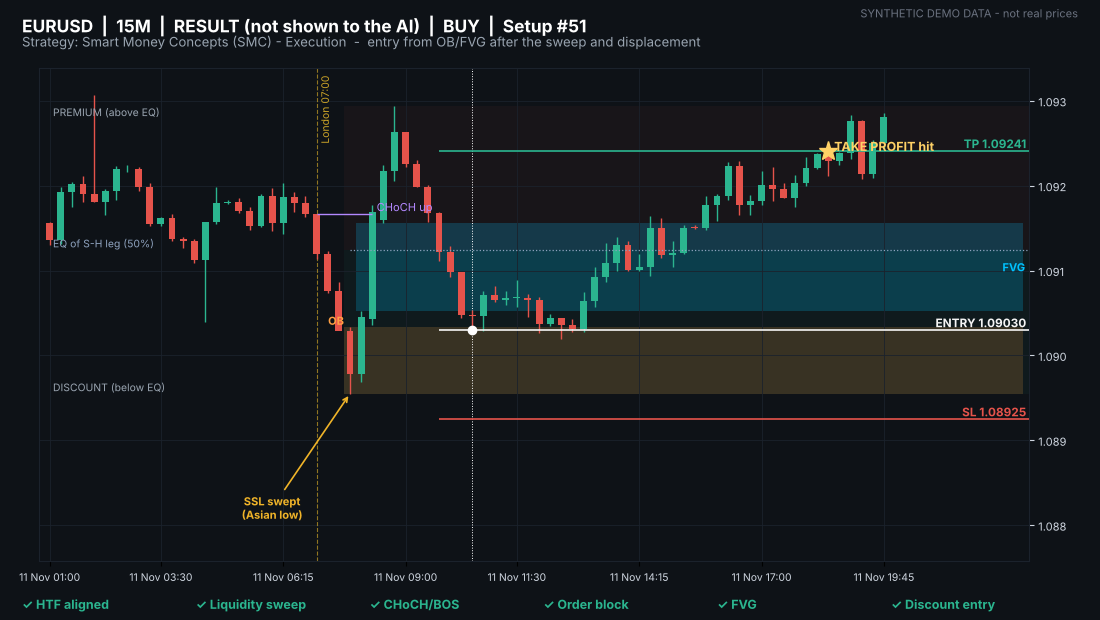 SYNTHETIC DEMO DATA - not real prices
EURUSD | 15M | RESULT (not shown to the AI) | BUY | Setup #51
Strategy: Smart Money Concepts (SMC) - Execution - entry from OB/FVG after the sweep and displacement
London 07:00
PREMIUM (above EQ)
1.093
TAKE PROFIT hit
TP 1.09241
1.092
CHoCH up
EQ of S-H leg (50%)
FVG
1.091
OB
ENTRY 1.09030
1.090
DISCOUNT (below EQ)
SL 1.08925
1.089
SSL swept
(Asian low)
1.088
11 Nov 01:00
11 Nov 03:30
11 Nov 06:15
11 Nov 09:00
11 Nov 11:30
11 Nov 14:15
11 Nov 17:00
11 Nov 19:45
✓ HTF aligned
✓ Liquidity sweep
✓ CHoCH/BOS
✓ Order block
✓ FVG
✓ Discount entry